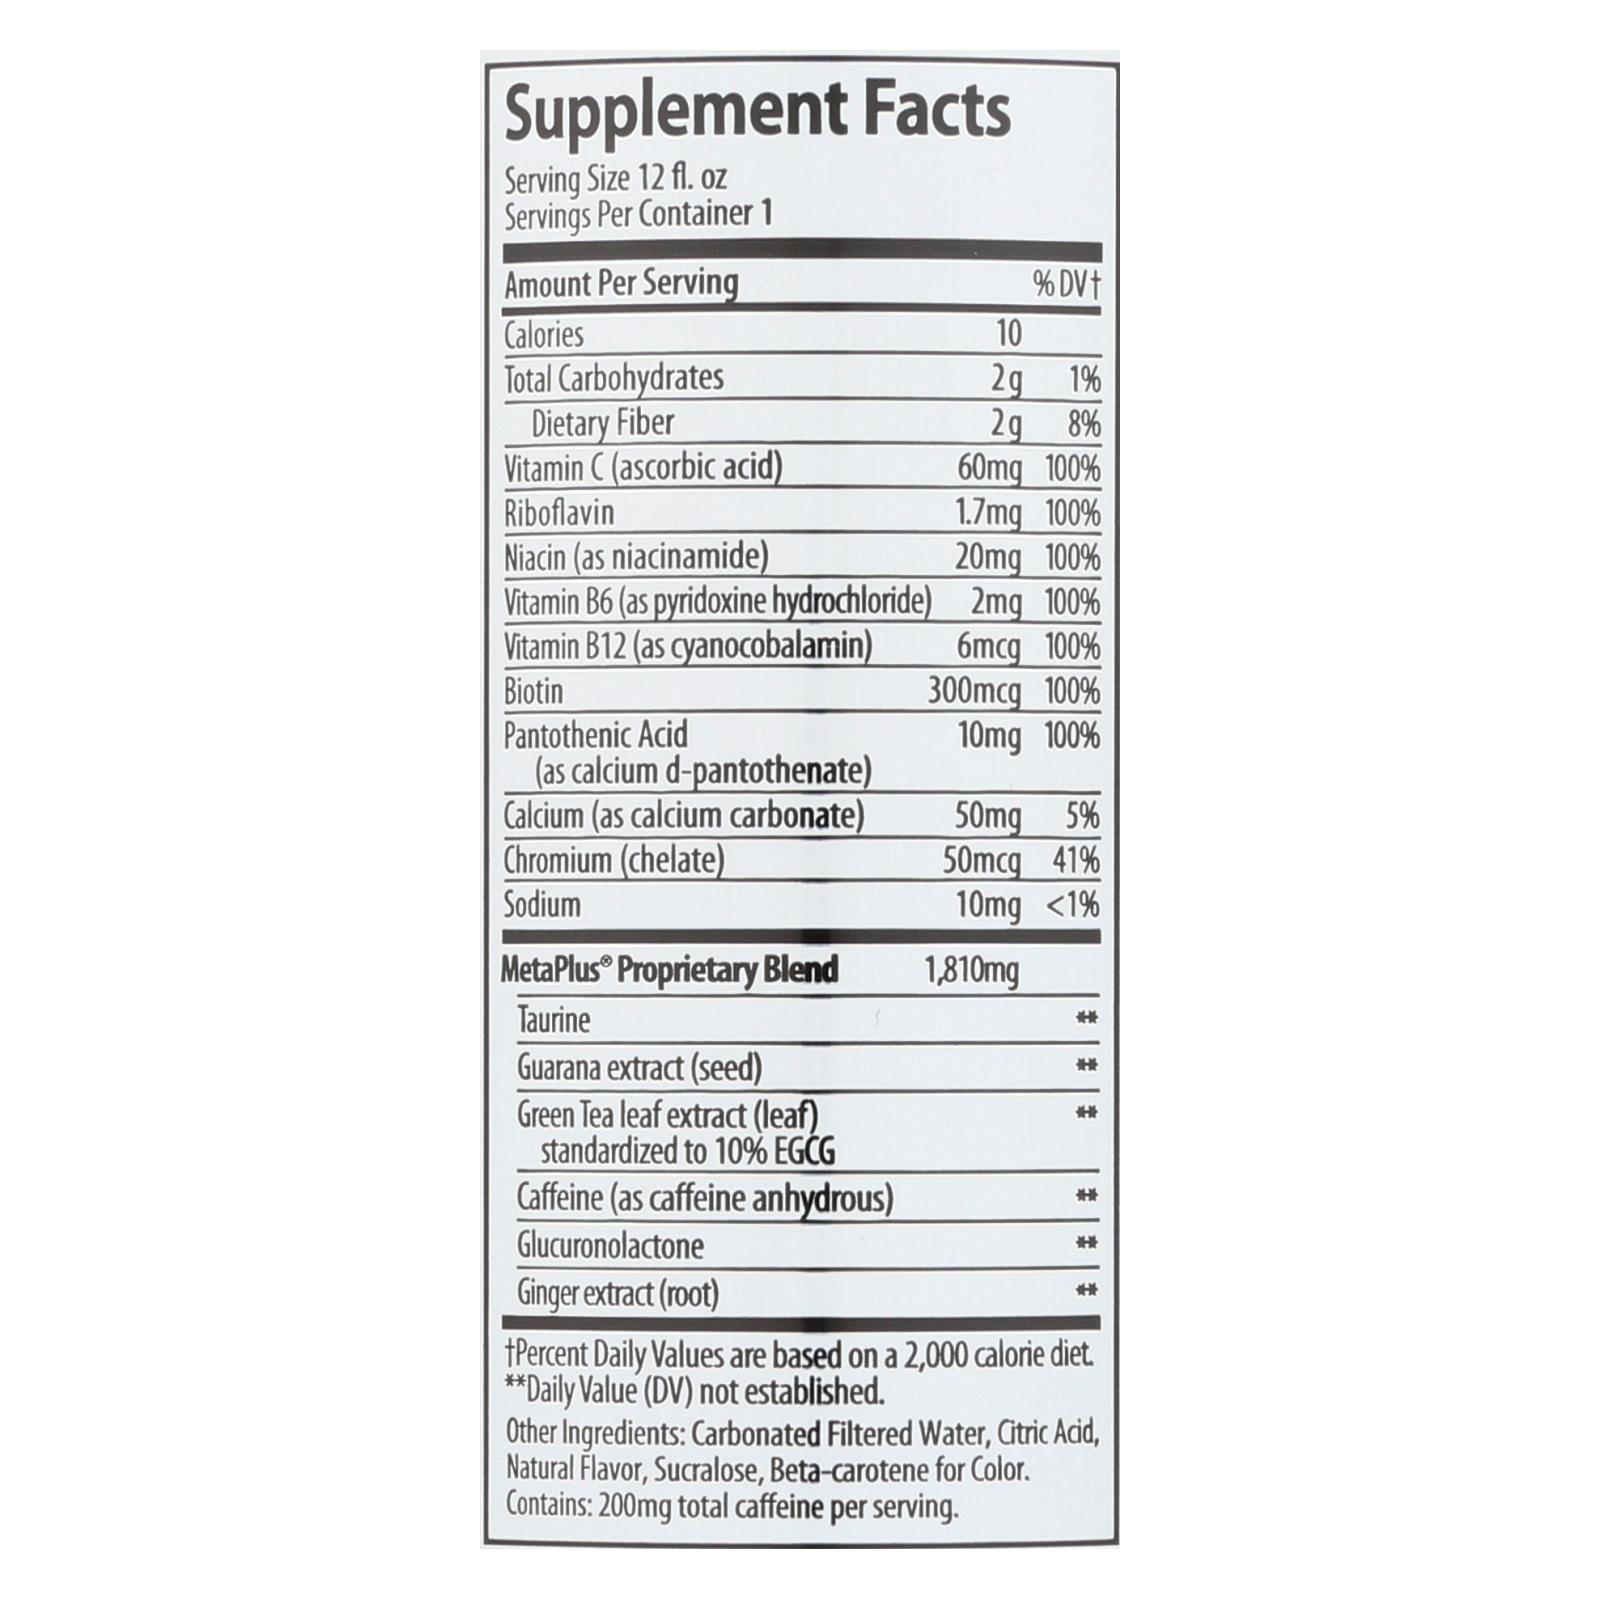 Supplement Facts
Serving Size 12 fl. oz
Servings Per Container 1
Amount Per Serving % DV†
Calories 10
Total Carbohydrates 2g 1%
Dietary Fiber 2g 8%
Vitamin C (ascorbic acid) 60mg 100%
Riboflavin 1.7mg 100%
Niacin (as niacinamide) 20mg 100%
Vitamin B6 (as pyridoxine hydrochloride) 2mg 100%
Vitamin B12 (as cyanocobalamin) 6mcg 100%
Biotin 300mcg 100%
Pantothenic Acid 10mg 100%
(as calcium d-pantothenate)
Calcium (as calcium carbonate) 50mg 5%
Chromium (chelate) 50mcg 41%
Sodium 10mg <1%
MetaPlus® Proprietary Blend 1,810mg
Taurine **
Guarana extract (seed) **
Green Tea leaf extract (leaf) **
standardized to 10% EGCG
Caffeine (as caffeine anhydrous) **
Glucuronolactone **
Ginger extract (root) **
†Percent Daily Values are based on a 2,000 calorie diet.
**Daily Value (DV) not established.
Other Ingredients: Carbonated Filtered Water, Citric Acid,
Natural Flavor, Sucralose, Beta-carotene for Color.
Contains: 200mg total caffeine per serving.